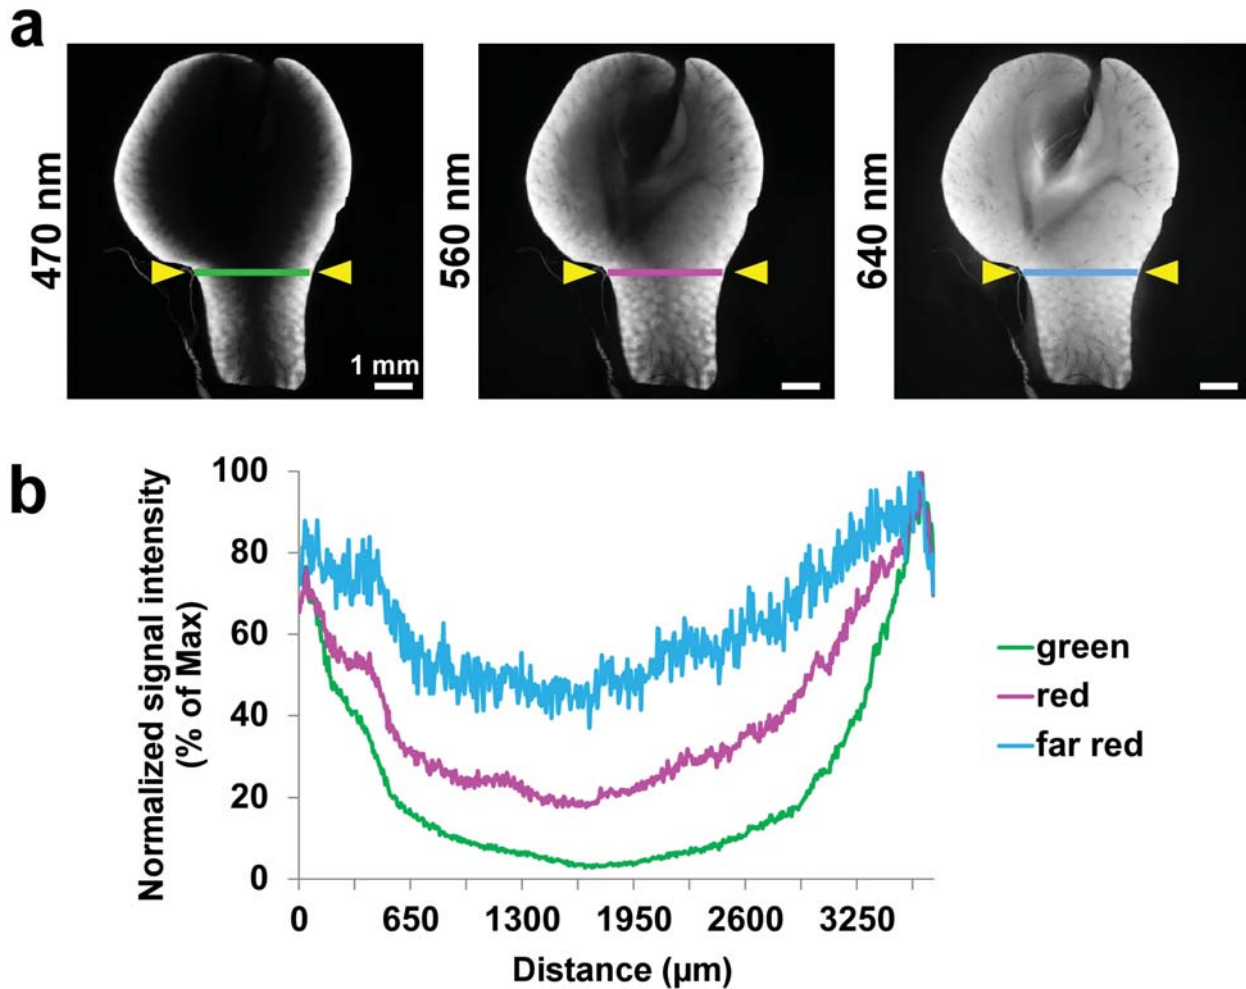 a
470 nm
560 nm
640 nm
1 mm
b
Normalized signal intensity
(% of Max)
100
80
60
40
20
0
0 650 1300 1950 2600 3250
Distance (µm)
green
red
far red